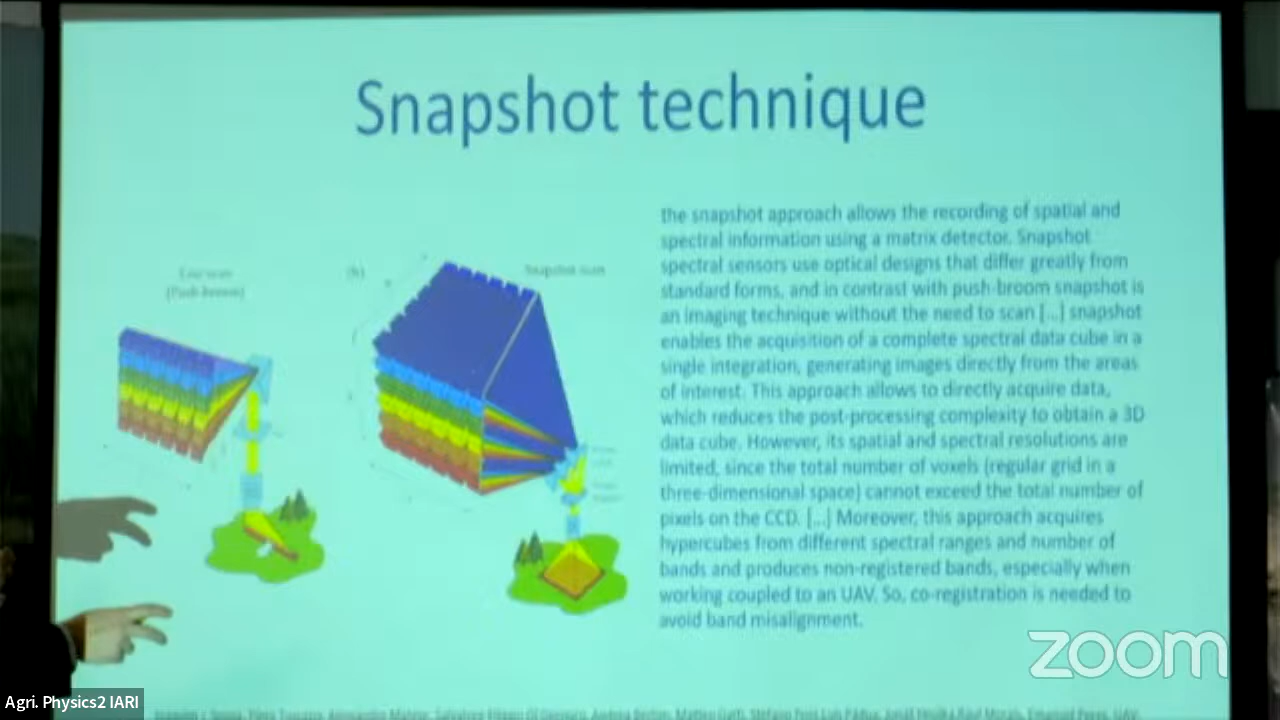 Snapshot technique
Line scan
(Push-broom)
(b)
Snapshot scan
the snapshot approach allows the recording of spatial and
spectral information using a matrix detector. Snapshot
spectral sensors use optical designs that differ greatly from
standard forms, and in contrast with push-broom snapshot is
an imaging technique without the need to scan [...] snapshot
enables the acquisition of a complete spectral data cube in a
single integration, generating images directly from the areas
of interest. This approach allows to directly acquire data,
which reduces the post-processing complexity to obtain a 3D
data cube. However, its spatial and spectral resolutions are
limited, since the total number of voxels (regular grid in a
three-dimensional space) cannot exceed the total number of
pixels on the CCD. [...] Moreover, this approach acquires
hypercubes from different spectral ranges and number of
bands and produces non-registered bands, especially when
working coupled to an UAV. So, co-registration is needed to
avoid band misalignment.
zoom
Agri. Physics2 IARI